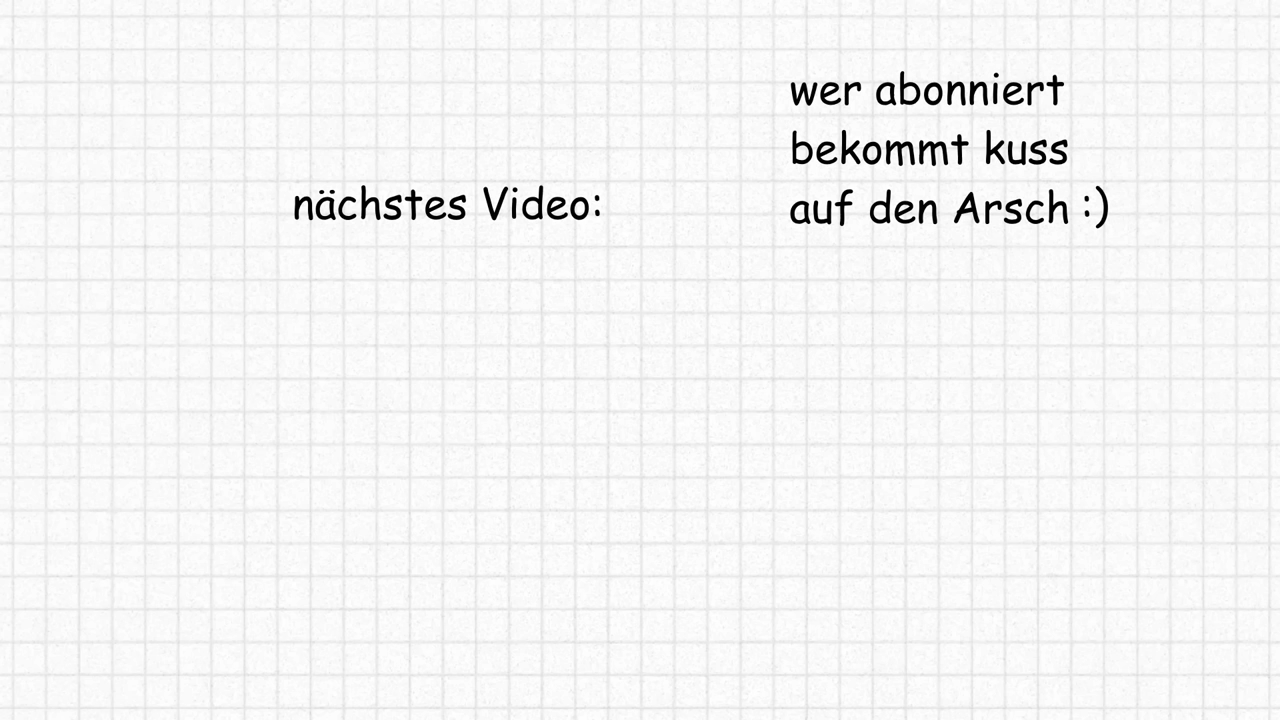 nächstes Video:
wer abonniert
bekommt kuss
auf den Arsch :)